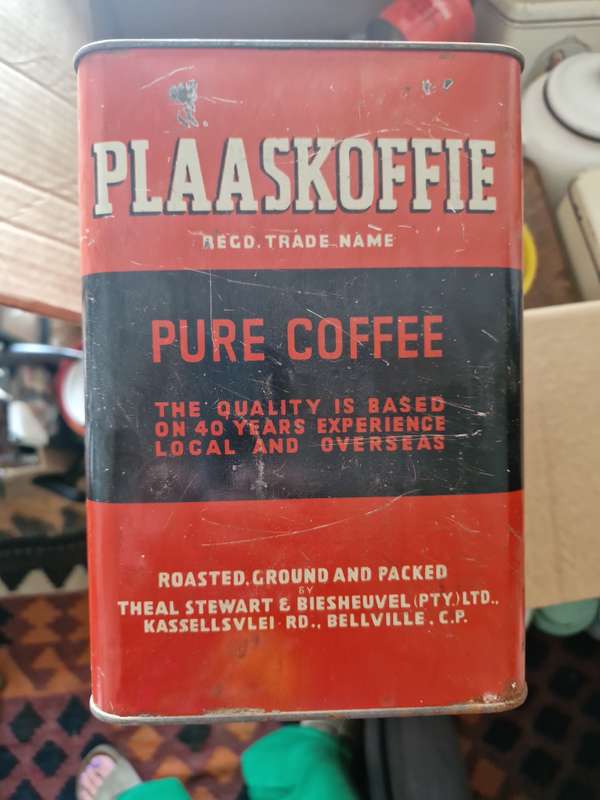 PLAASKOFFIE
REGD. TRADE NAME
PURE COFFEE
THE QUALITY IS BASED
ON 40 YEARS EXPERIENCE
LOCAL AND OVERSEAS
ROASTED, GROUND AND PACKED
BY
THEAL STEWART & BIESHEUVEL (PTY.) LTD.,
KASSELLSVLEI RD., BELLVILLE, C.P.